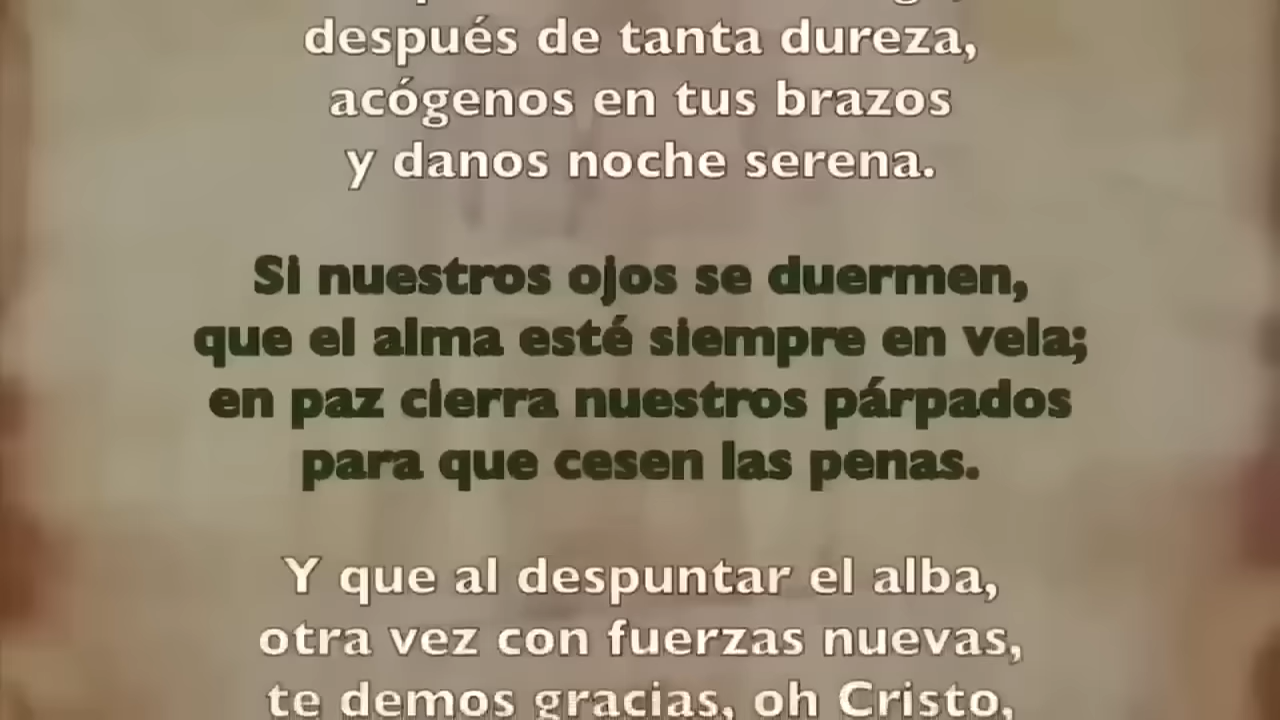 después de tanta dureza,
acógenos en tus brazos
y danos noche serena.
Si nuestros ojos se duermen,
que el alma esté siempre en vela;
en paz cierra nuestros párpados
para que cesen las penas.
Y que al despuntar el alba,
otra vez con fuerzas nuevas,
te demos gracias, oh Cristo,